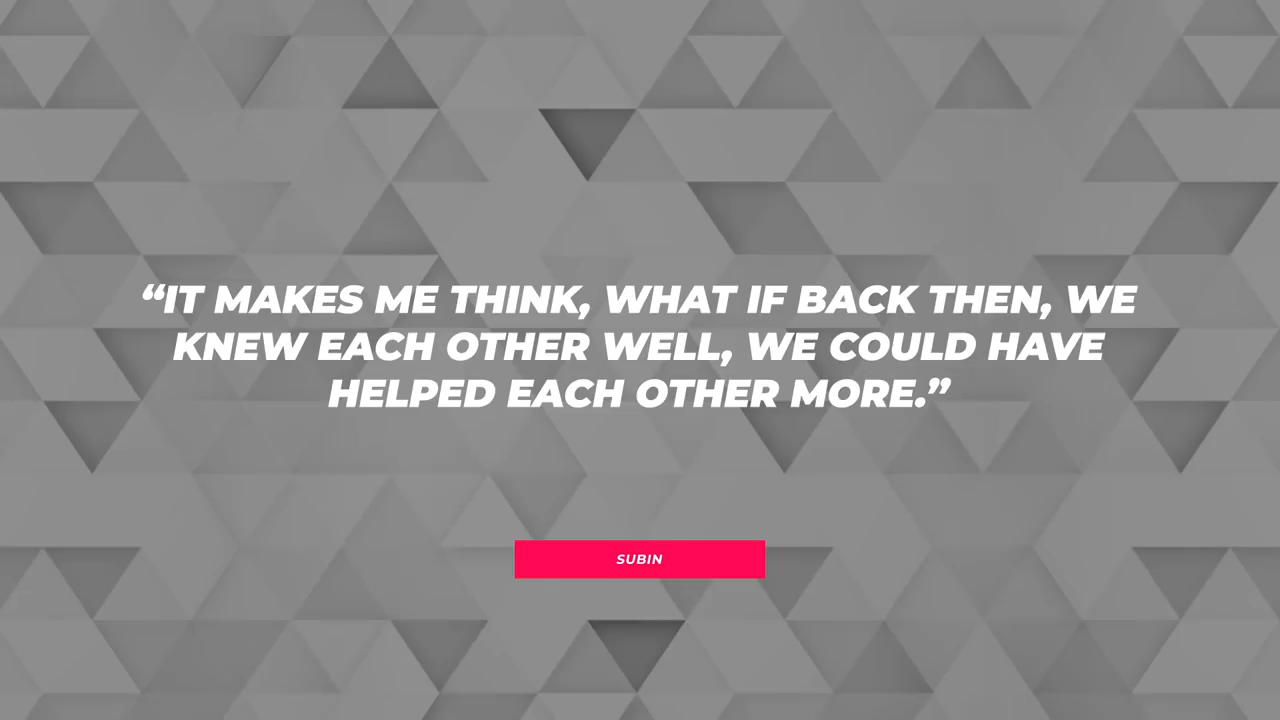 “IT MAKES ME THINK, WHAT IF BACK THEN, WE
KNEW EACH OTHER WELL, WE COULD HAVE
HELPED EACH OTHER MORE.”
SUBIN